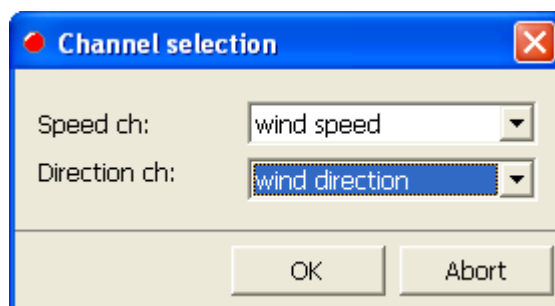 Channel selection
Speed ch: wind speed
Direction ch: wind direction
OK Abort